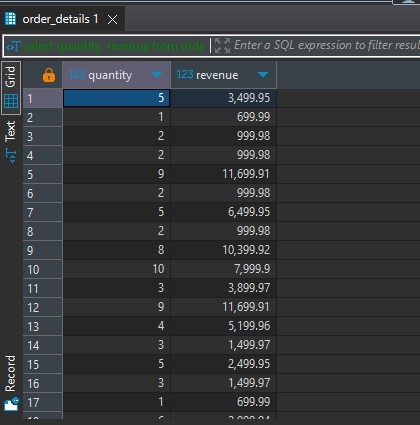 order_details 1
select quantity, revenue from orde
Enter a SQL expression to filter resul
Grid
Text
Record
123 quantity 123 revenue
1 5 3,499.95
2 1 699.99
3 2 999.98
4 2 999.98
5 9 11,699.91
6 2 999.98
7 5 6,499.95
8 2 999.98
9 8 10,399.92
10 10 7,999.9
11 3 3,899.97
12 9 11,699.91
13 4 5,199.96
14 3 1,499.97
15 5 2,499.95
16 3 1,499.97
17 1 699.99